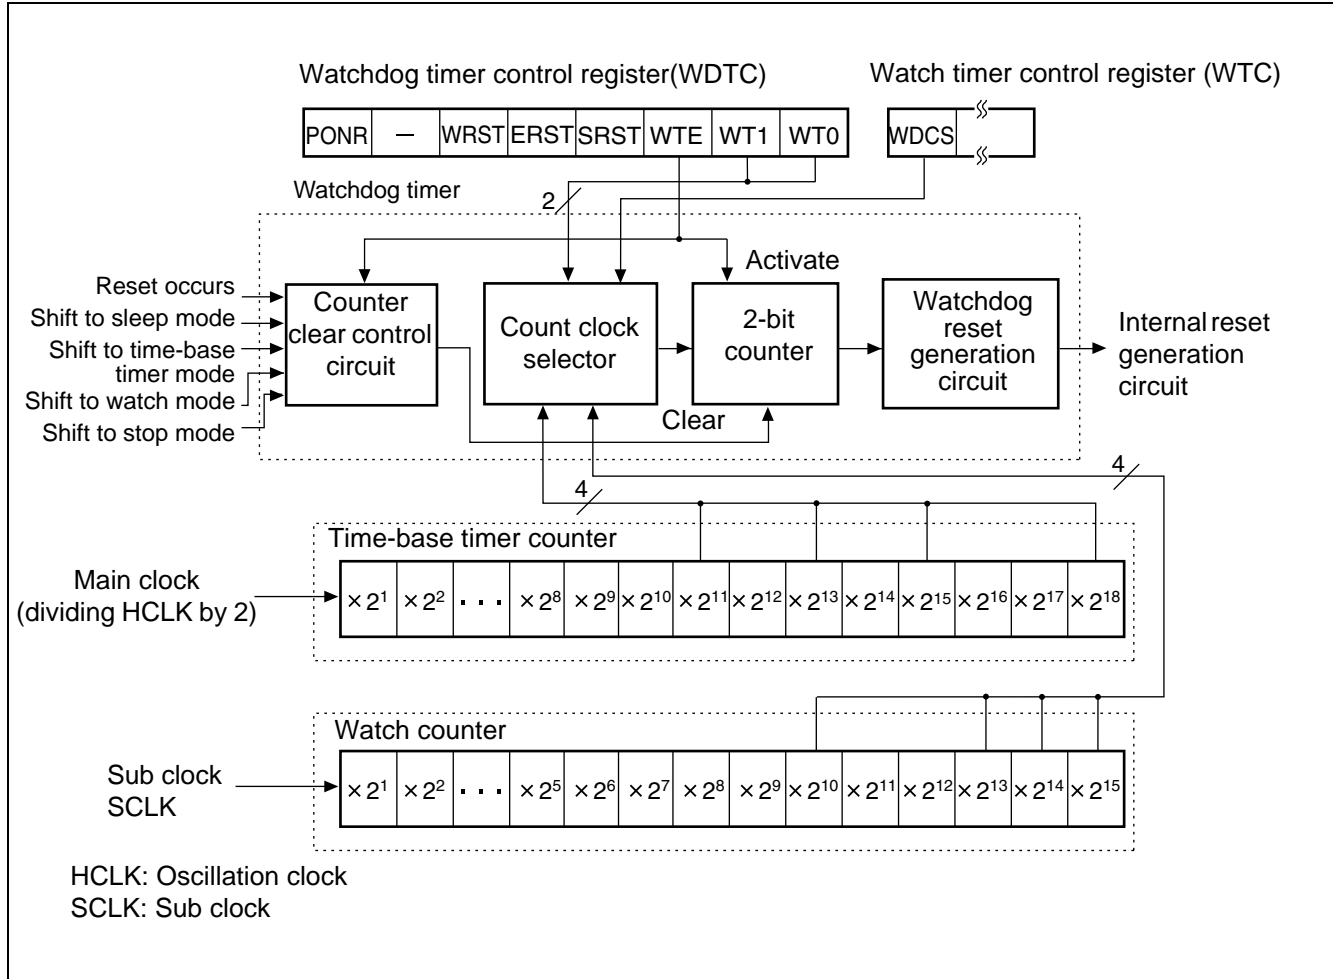 Watchdog timer control register(WDTC)
Watch timer control register (WTC)
PONR — WRST ERST SRST WTE WT1 WT0
WDCS
Watchdog timer
2
Activate
Reset occurs
Shift to sleep mode
Shift to time-base
timer mode
Shift to watch mode
Shift to stop mode
Counter
clear control
circuit
Count clock
selector
2-bit
counter
Watchdog
reset
generation
circuit
Internal reset
generation
circuit
Clear
4
4
Time-base timer counter
Main clock
(dividing HCLK by 2)
×2¹ ×2² · · · ×2⁸ ×2⁹ ×2¹⁰ ×2¹¹ ×2¹² ×2¹³ ×2¹⁴ ×2¹⁵ ×2¹⁶ ×2¹⁷ ×2¹⁸
Watch counter
Sub clock
SCLK
×2¹ ×2² · · · ×2⁵ ×2⁶ ×2⁷ ×2⁸ ×2⁹ ×2¹⁰ ×2¹¹ ×2¹² ×2¹³ ×2¹⁴ ×2¹⁵
HCLK: Oscillation clock
SCLK: Sub clock